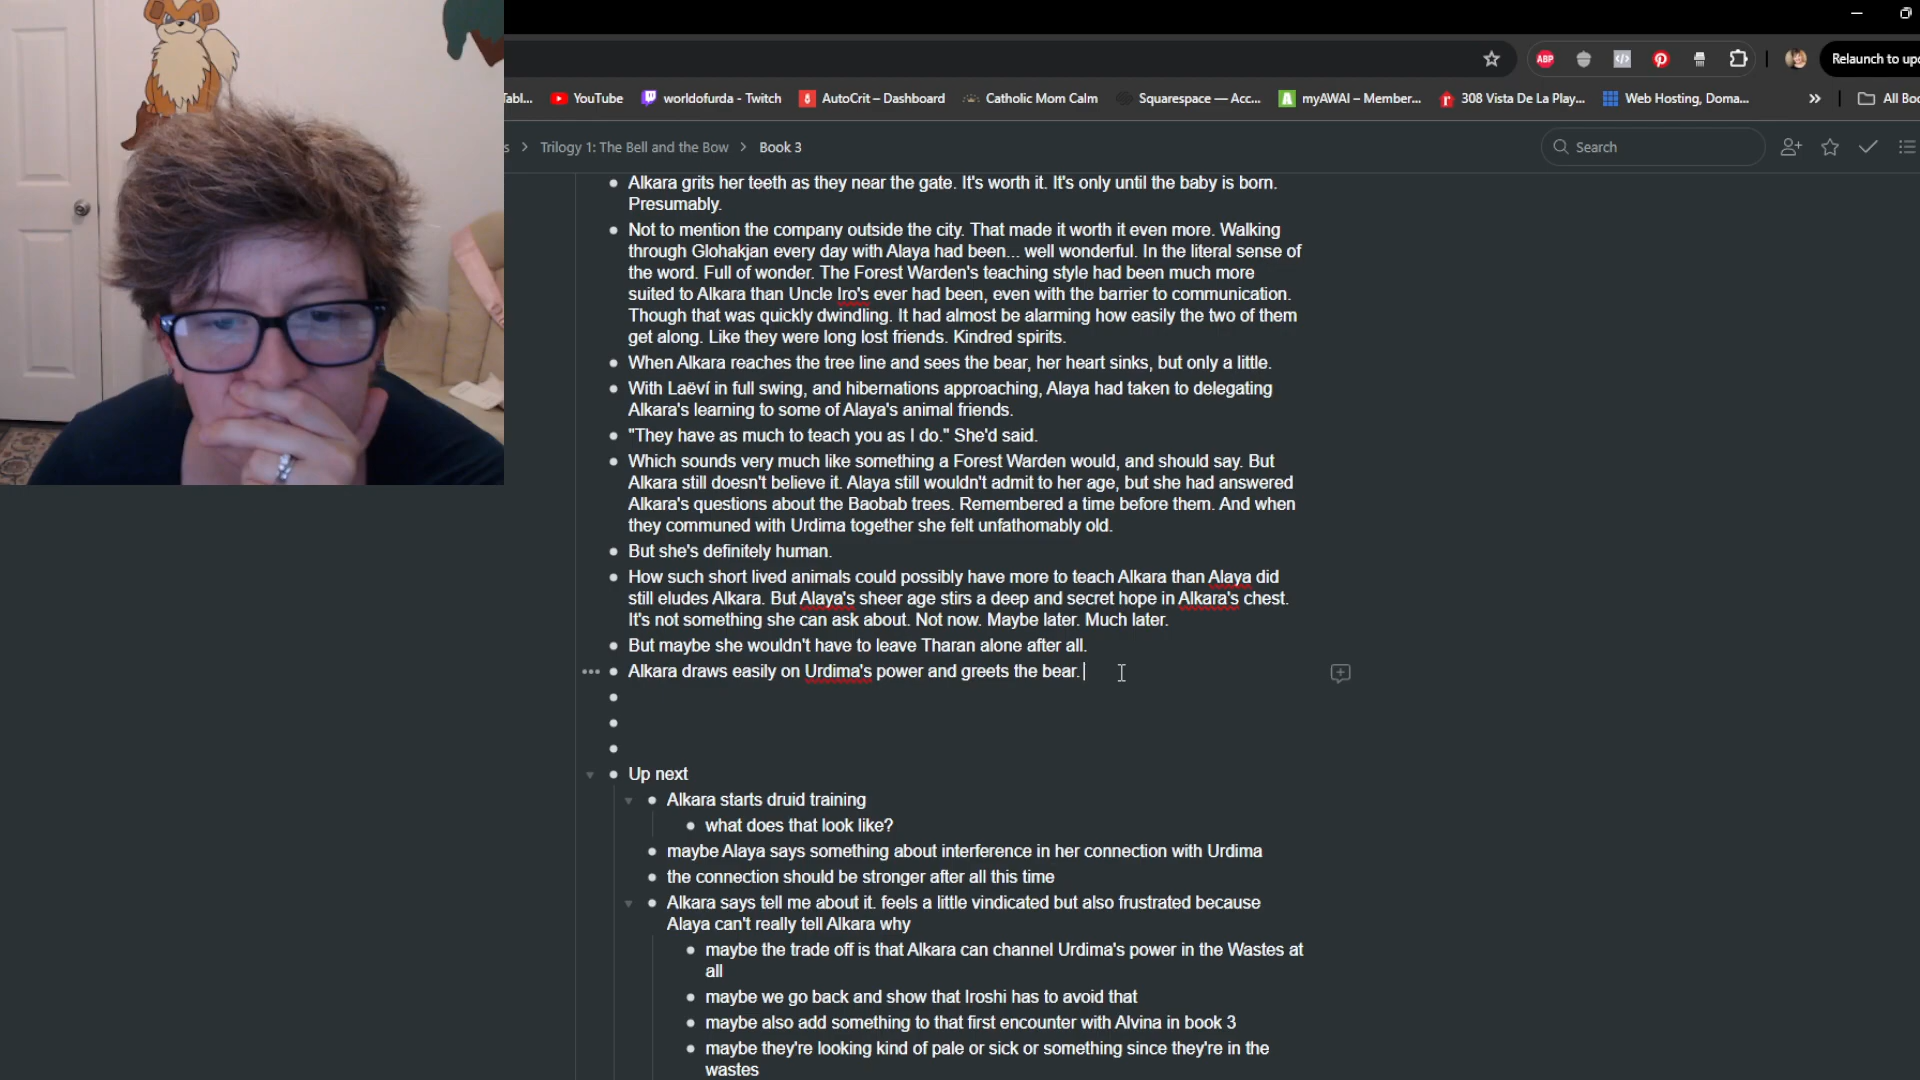 Relaunch to upd
ABP
Tabl...
YouTube
worldofurda - Twitch
AutoCrit – Dashboard
Catholic Mom Calm
Squarespace — Acc...
myAWAI – Member...
308 Vista De La Play...
Web Hosting, Doma...
»
All Boo
s > Trilogy 1: The Bell and the Bow > Book 3
Search
Alkara grits her teeth as they near the gate. It's worth it. It's only until the baby is born.
Presumably.
Not to mention the company outside the city. That made it worth it even more. Walking
through Glohakjan every day with Alaya had been... well wonderful. In the literal sense of
the word. Full of wonder. The Forest Warden's teaching style had been much more
suited to Alkara than Uncle Iro's ever had been, even with the barrier to communication.
Though that was quickly dwindling. It had almost be alarming how easily the two of them
get along. Like they were long lost friends. Kindred spirits.
When Alkara reaches the tree line and sees the bear, her heart sinks, but only a little.
With Laëví in full swing, and hibernations approaching, Alaya had taken to delegating
Alkara's learning to some of Alaya's animal friends.
"They have as much to teach you as I do." She'd said.
Which sounds very much like something a Forest Warden would, and should say. But
Alkara still doesn't believe it. Alaya still wouldn't admit to her age, but she had answered
Alkara's questions about the Baobab trees. Remembered a time before them. And when
they communed with Urdima together she felt unfathomably old.
But she's definitely human.
How such short lived animals could possibly have more to teach Alkara than Alaya did
still eludes Alkara. But Alaya's sheer age stirs a deep and secret hope in Alkara's chest.
It's not something she can ask about. Not now. Maybe later. Much later.
But maybe she wouldn't have to leave Tharan alone after all.
Alkara draws easily on Urdima's power and greets the bear.
Up next
Alkara starts druid training
what does that look like?
maybe Alaya says something about interference in her connection with Urdima
the connection should be stronger after all this time
Alkara says tell me about it. feels a little vindicated but also frustrated because
Alaya can't really tell Alkara why
maybe the trade off is that Alkara can channel Urdima's power in the Wastes at
all
maybe we go back and show that Iroshi has to avoid that
maybe also add something to that first encounter with Alvina in book 3
maybe they're looking kind of pale or sick or something since they're in the
wastes